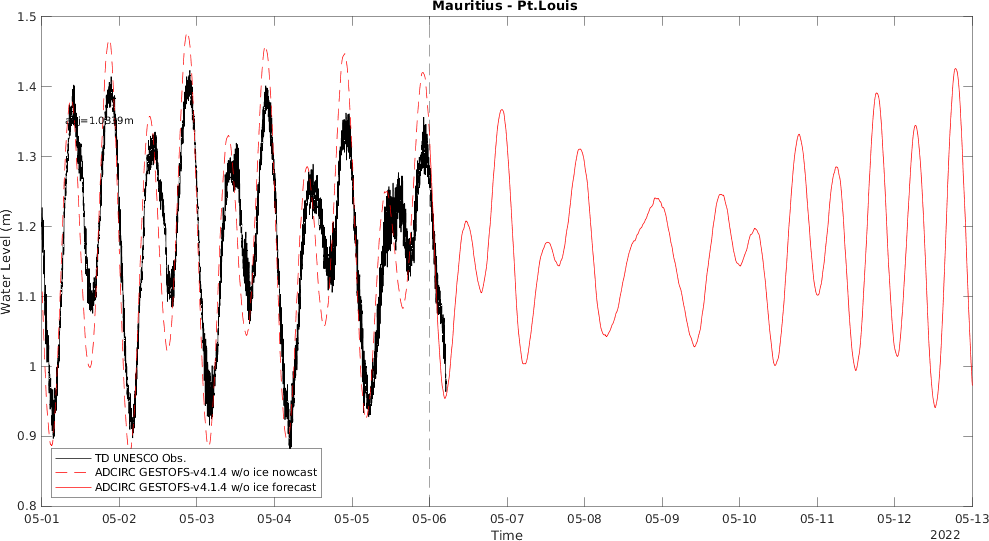 Mauritius - Pt.Louis
1.5
1.4
1.3
1.2
1.1
1
0.9
0.8
Water Level (m)
TD UNESCO Obs.
ADCIRC GESTOFS-v4.1.4 w/o ice nowcast
ADCIRC GESTOFS-v4.1.4 w/o ice forecast
05-01 05-02 05-03 05-04 05-05 05-06 05-07 05-08 05-09 05-10 05-11 05-12 05-13
Time
2022